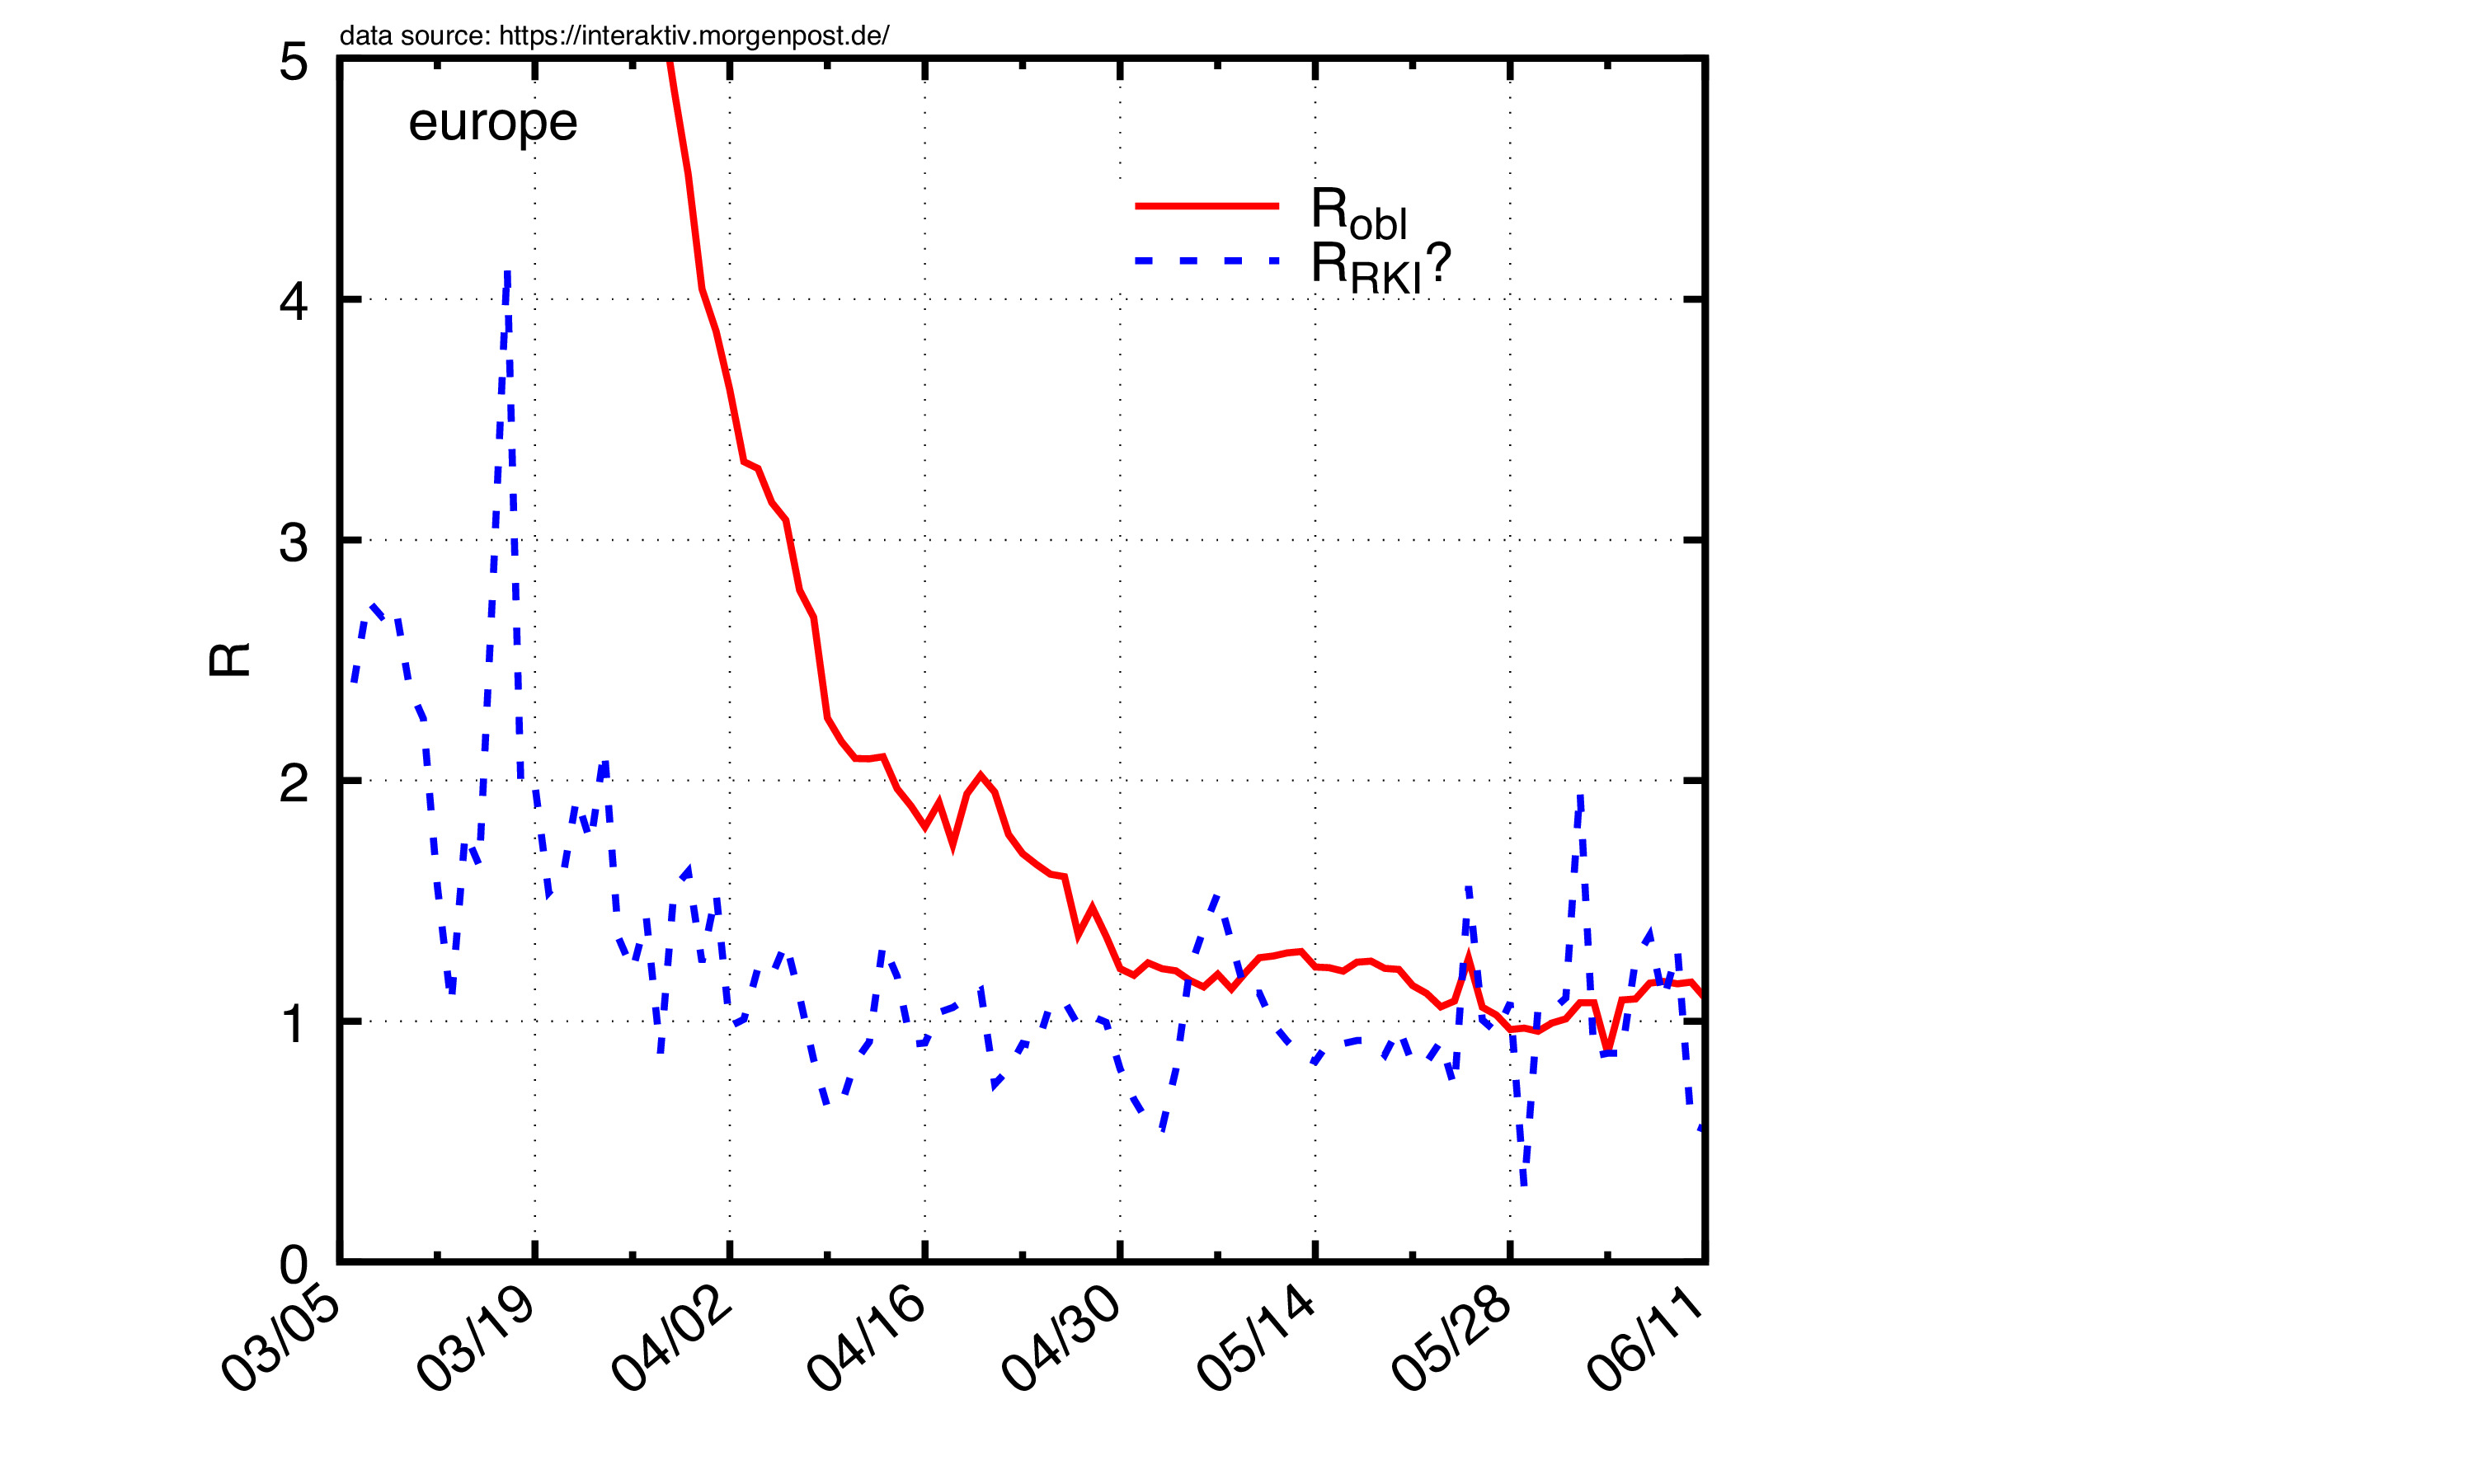 data source: https://interaktiv.morgenpost.de/
5
europe
R_obl
R_RKI?
4
3
R
2
1
0
03/05 03/19 04/02 04/16 04/30 05/14 05/28 06/11